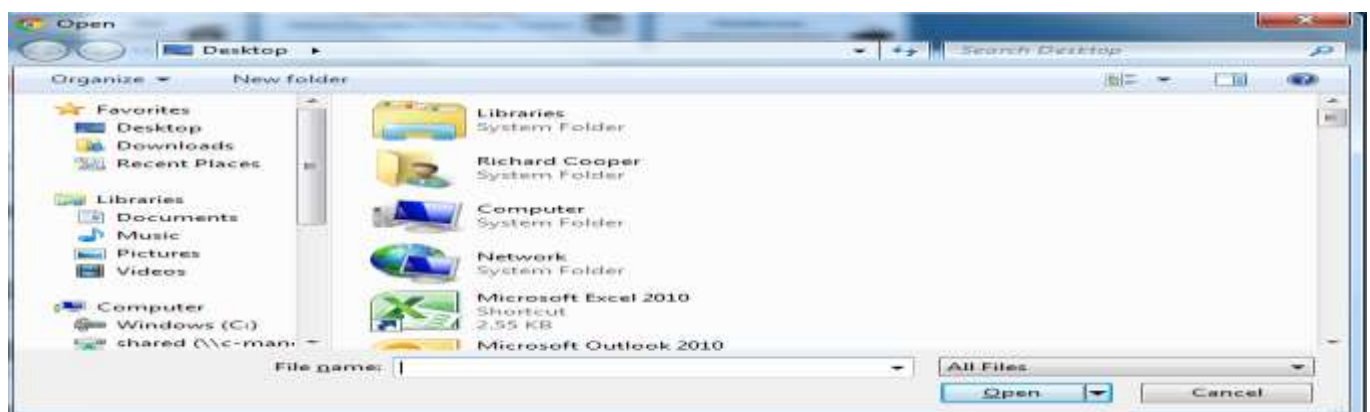 Open
Desktop
Search Desktop
Organize
New folder
Favorites
Desktop
Downloads
Recent Places
Libraries
Documents
Music
Pictures
Videos
Computer
Windows (C:)
shared (\\c-man
Libraries
System Folder
Richard Cooper
System Folder
Computer
System Folder
Network
System Folder
Microsoft Excel 2010
Shortcut
2.55 KB
Microsoft Outlook 2010
File name:
All Files
Open
Cancel